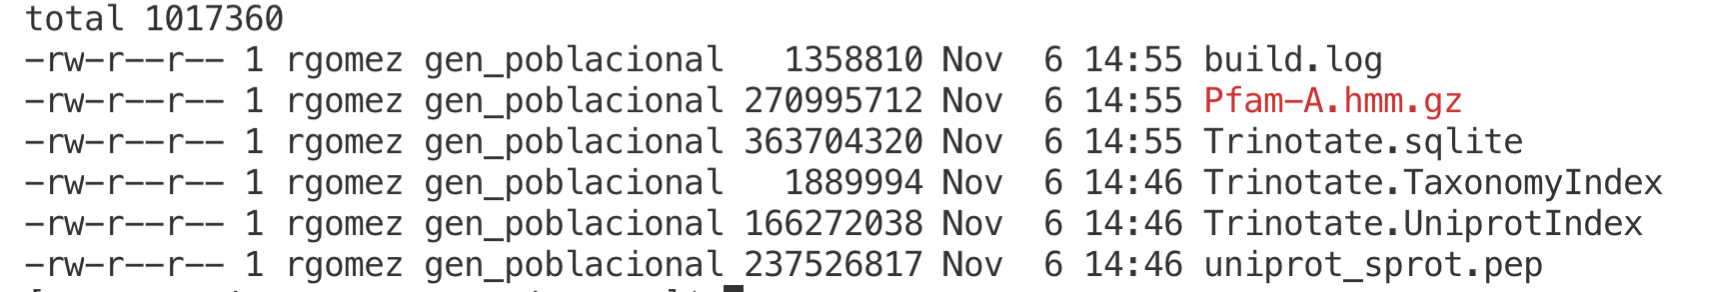 total 1017360
-rw-r--r-- 1 rgomez gen_poblacional   1358810 Nov  6 14:55 build.log
-rw-r--r-- 1 rgomez gen_poblacional 270995712 Nov  6 14:55 Pfam-A.hmm.gz
-rw-r--r-- 1 rgomez gen_poblacional 363704320 Nov  6 14:55 Trinotate.sqlite
-rw-r--r-- 1 rgomez gen_poblacional   1889994 Nov  6 14:46 Trinotate.TaxonomyIndex
-rw-r--r-- 1 rgomez gen_poblacional 166272038 Nov  6 14:46 Trinotate.UniprotIndex
-rw-r--r-- 1 rgomez gen_poblacional 237526817 Nov  6 14:46 uniprot_sprot.pep